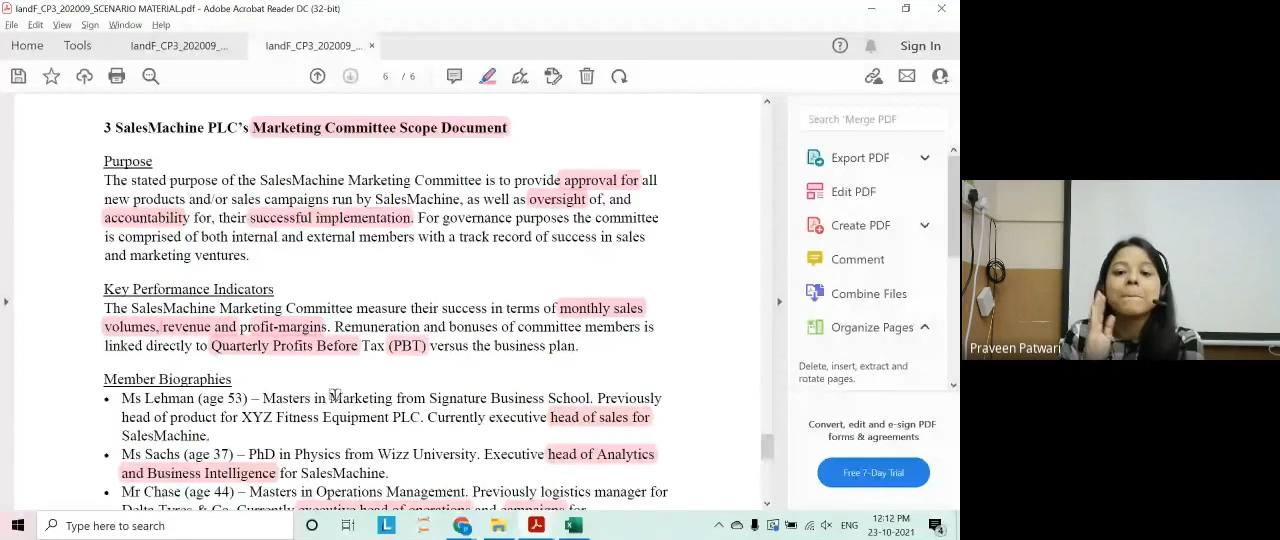 IandF_CP3_202009_SCENARIO MATERIAL.pdf - Adobe Acrobat Reader DC (32-bit)
File Edit View Sign Window Help
Home Tools IandF_CP3_202009_... IandF_CP3_202009_... × Sign In
6 / 6
3 SalesMachine PLC's Marketing Committee Scope Document
Purpose
The stated purpose of the SalesMachine Marketing Committee is to provide approval for all
new products and/or sales campaigns run by SalesMachine, as well as oversight of, and
accountability for, their successful implementation. For governance purposes the committee
is comprised of both internal and external members with a track record of success in sales
and marketing ventures.
Key Performance Indicators
The SalesMachine Marketing Committee measure their success in terms of monthly sales
volumes, revenue and profit-margins. Remuneration and bonuses of committee members is
linked directly to Quarterly Profits Before Tax (PBT) versus the business plan.
Member Biographies
• Ms Lehman (age 53) – Masters in Marketing from Signature Business School. Previously
head of product for XYZ Fitness Equipment PLC. Currently executive head of sales for
SalesMachine.
• Ms Sachs (age 37) – PhD in Physics from Wizz University. Executive head of Analytics
and Business Intelligence for SalesMachine.
• Mr Chase (age 44) – Masters in Operations Management. Previously logistics manager for
Delta Tyres & Co. Currently executive head of operations and campaigns for
Search 'Merge PDF
Export PDF
Edit PDF
Create PDF
Comment
Combine Files
Organize Pages
Delete, insert, extract and
rotate pages.
Convert, edit and e-sign PDF
forms & agreements
Free 7-Day Trial
Praveen Patwari
Type here to search
ENG
12:12 PM
23-10-2021
4